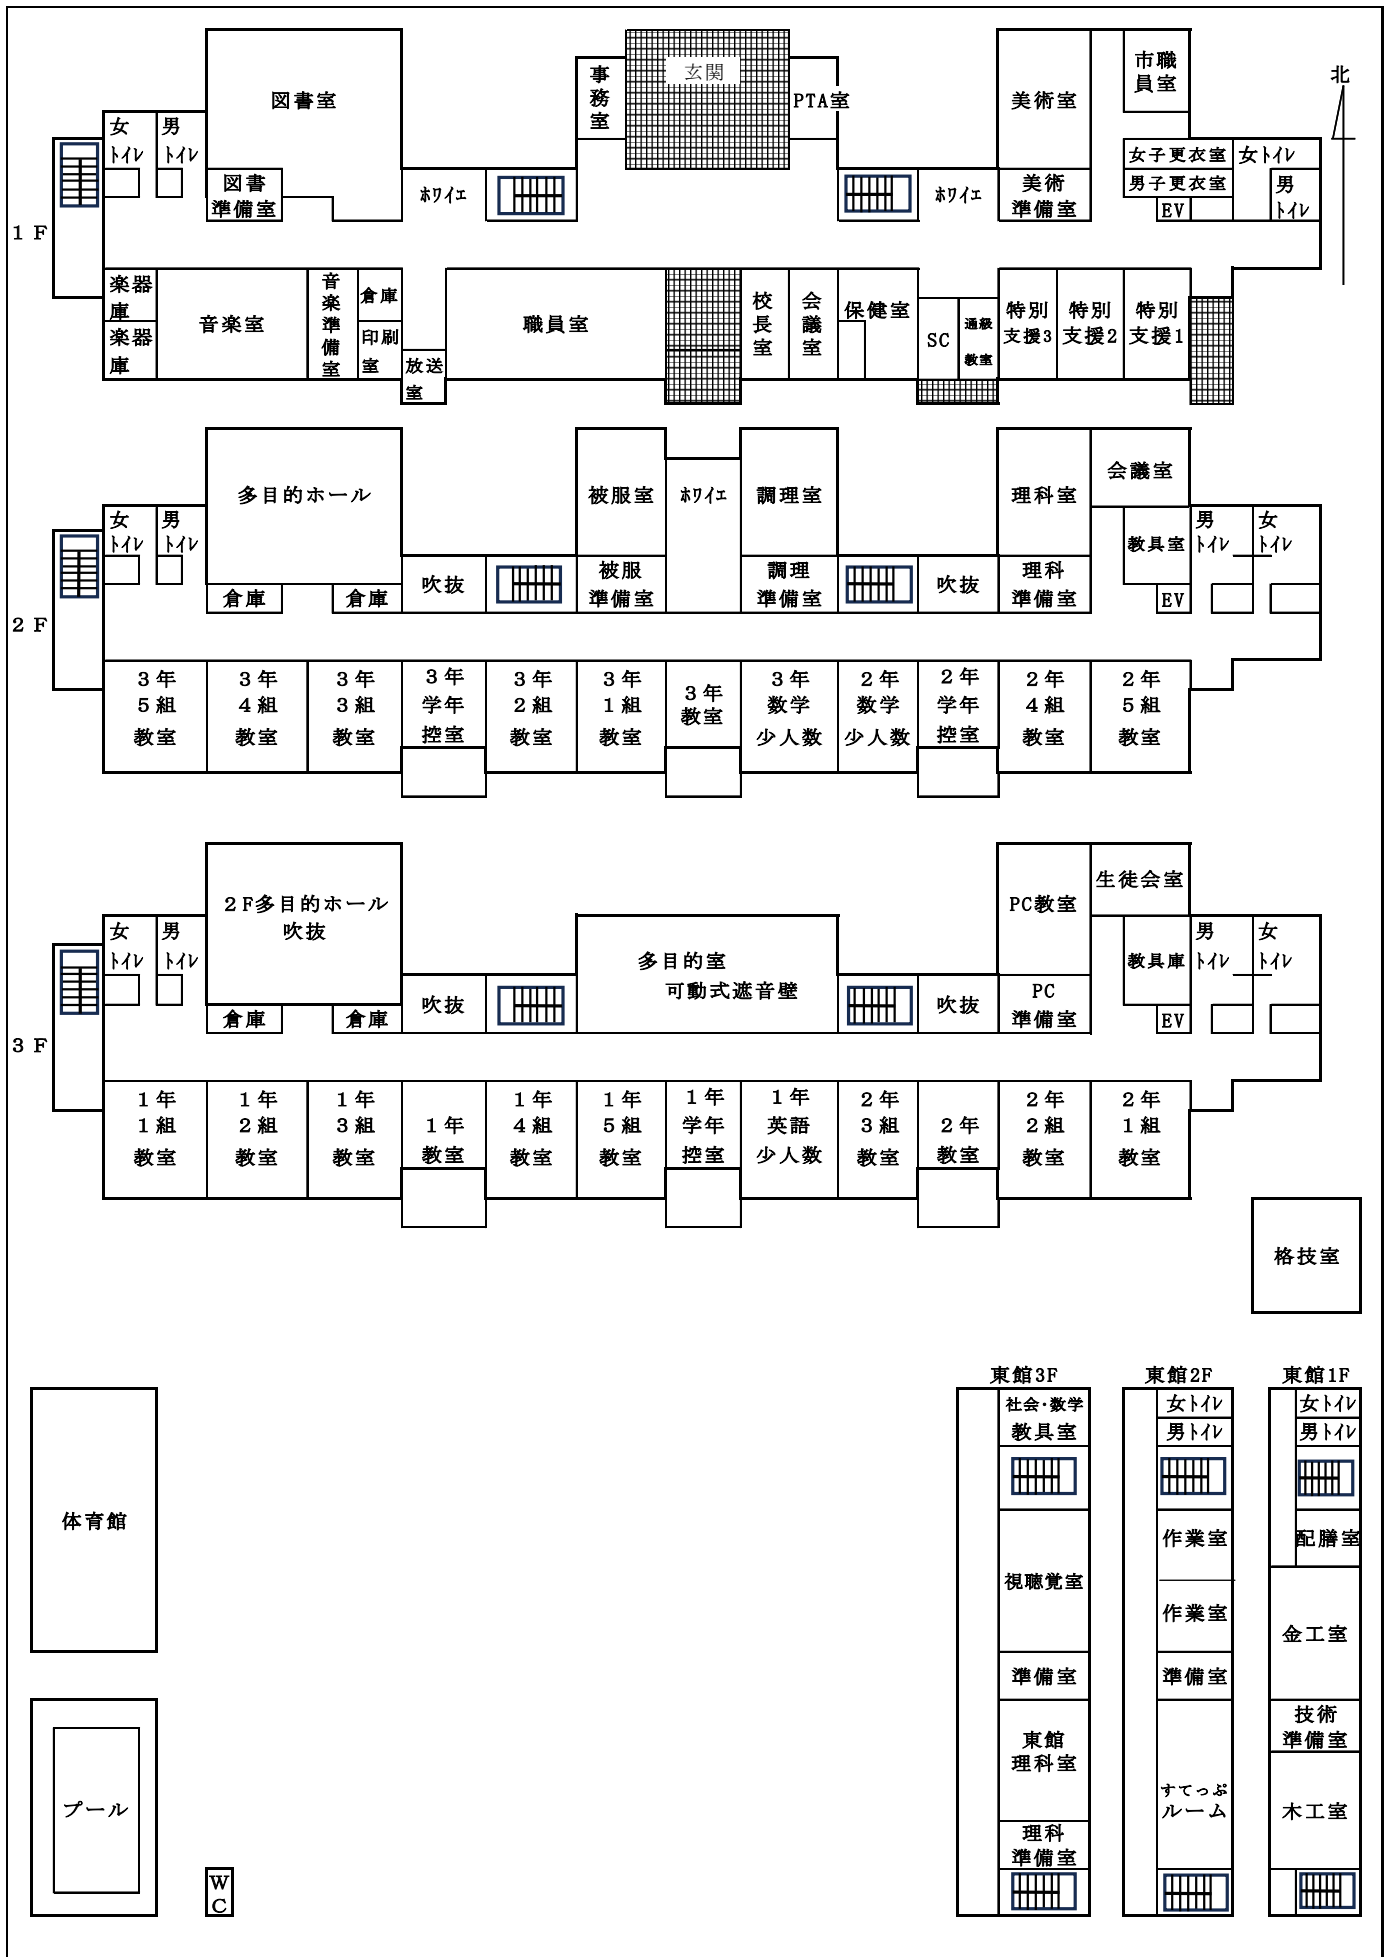 北
1F
女
トイレ
男
トイレ
図書室
図書
準備室
ホワイエ
事
務
室
玄関
PTA室
ホワイエ
美術室
美術
準備室
市職
員室
女子更衣室
男子更衣室
EV
女トイレ
男
トイレ
楽器
庫
楽器
庫
音楽室
音
楽
準
備
室
倉庫
印刷
室
放送
室
職員室
校
長
室
会
議
室
保健室
SC
通級
教室
特別
支援3
特別
支援2
特別
支援1
2F
女
トイレ
男
トイレ
多目的ホール
倉庫
倉庫
吹抜
被服室
被服
準備室
ホワイエ
調理室
調理
準備室
吹抜
理科室
理科
準備室
会議室
教具室
EV
男
トイレ
女
トイレ
3年
5組
教室
3年
4組
教室
3年
3組
教室
3年
学年
控室
3年
2組
教室
3年
1組
教室
3年
教室
3年
数学
少人数
2年
数学
少人数
2年
学年
控室
2年
4組
教室
2年
5組
教室
3F
女
トイレ
男
トイレ
2F多目的ホール
吹抜
倉庫
倉庫
吹抜
多目的室
可動式遮音壁
吹抜
PC教室
PC
準備室
生徒会室
教具庫
EV
男
トイレ
女
トイレ
1年
1組
教室
1年
2組
教室
1年
3組
教室
1年
教室
1年
4組
教室
1年
5組
教室
1年
学年
控室
1年
英語
少人数
2年
3組
教室
2年
教室
2年
2組
教室
2年
1組
教室
格技室
体育館
プール
W
C
東館3F
社会・数学
教具室
視聴覚室
準備室
東館
理科室
理科
準備室
東館2F
女トイレ
男トイレ
作業室
作業室
準備室
すてっぷ
ルーム
東館1F
女トイレ
男トイレ
配膳室
金工室
技術
準備室
木工室